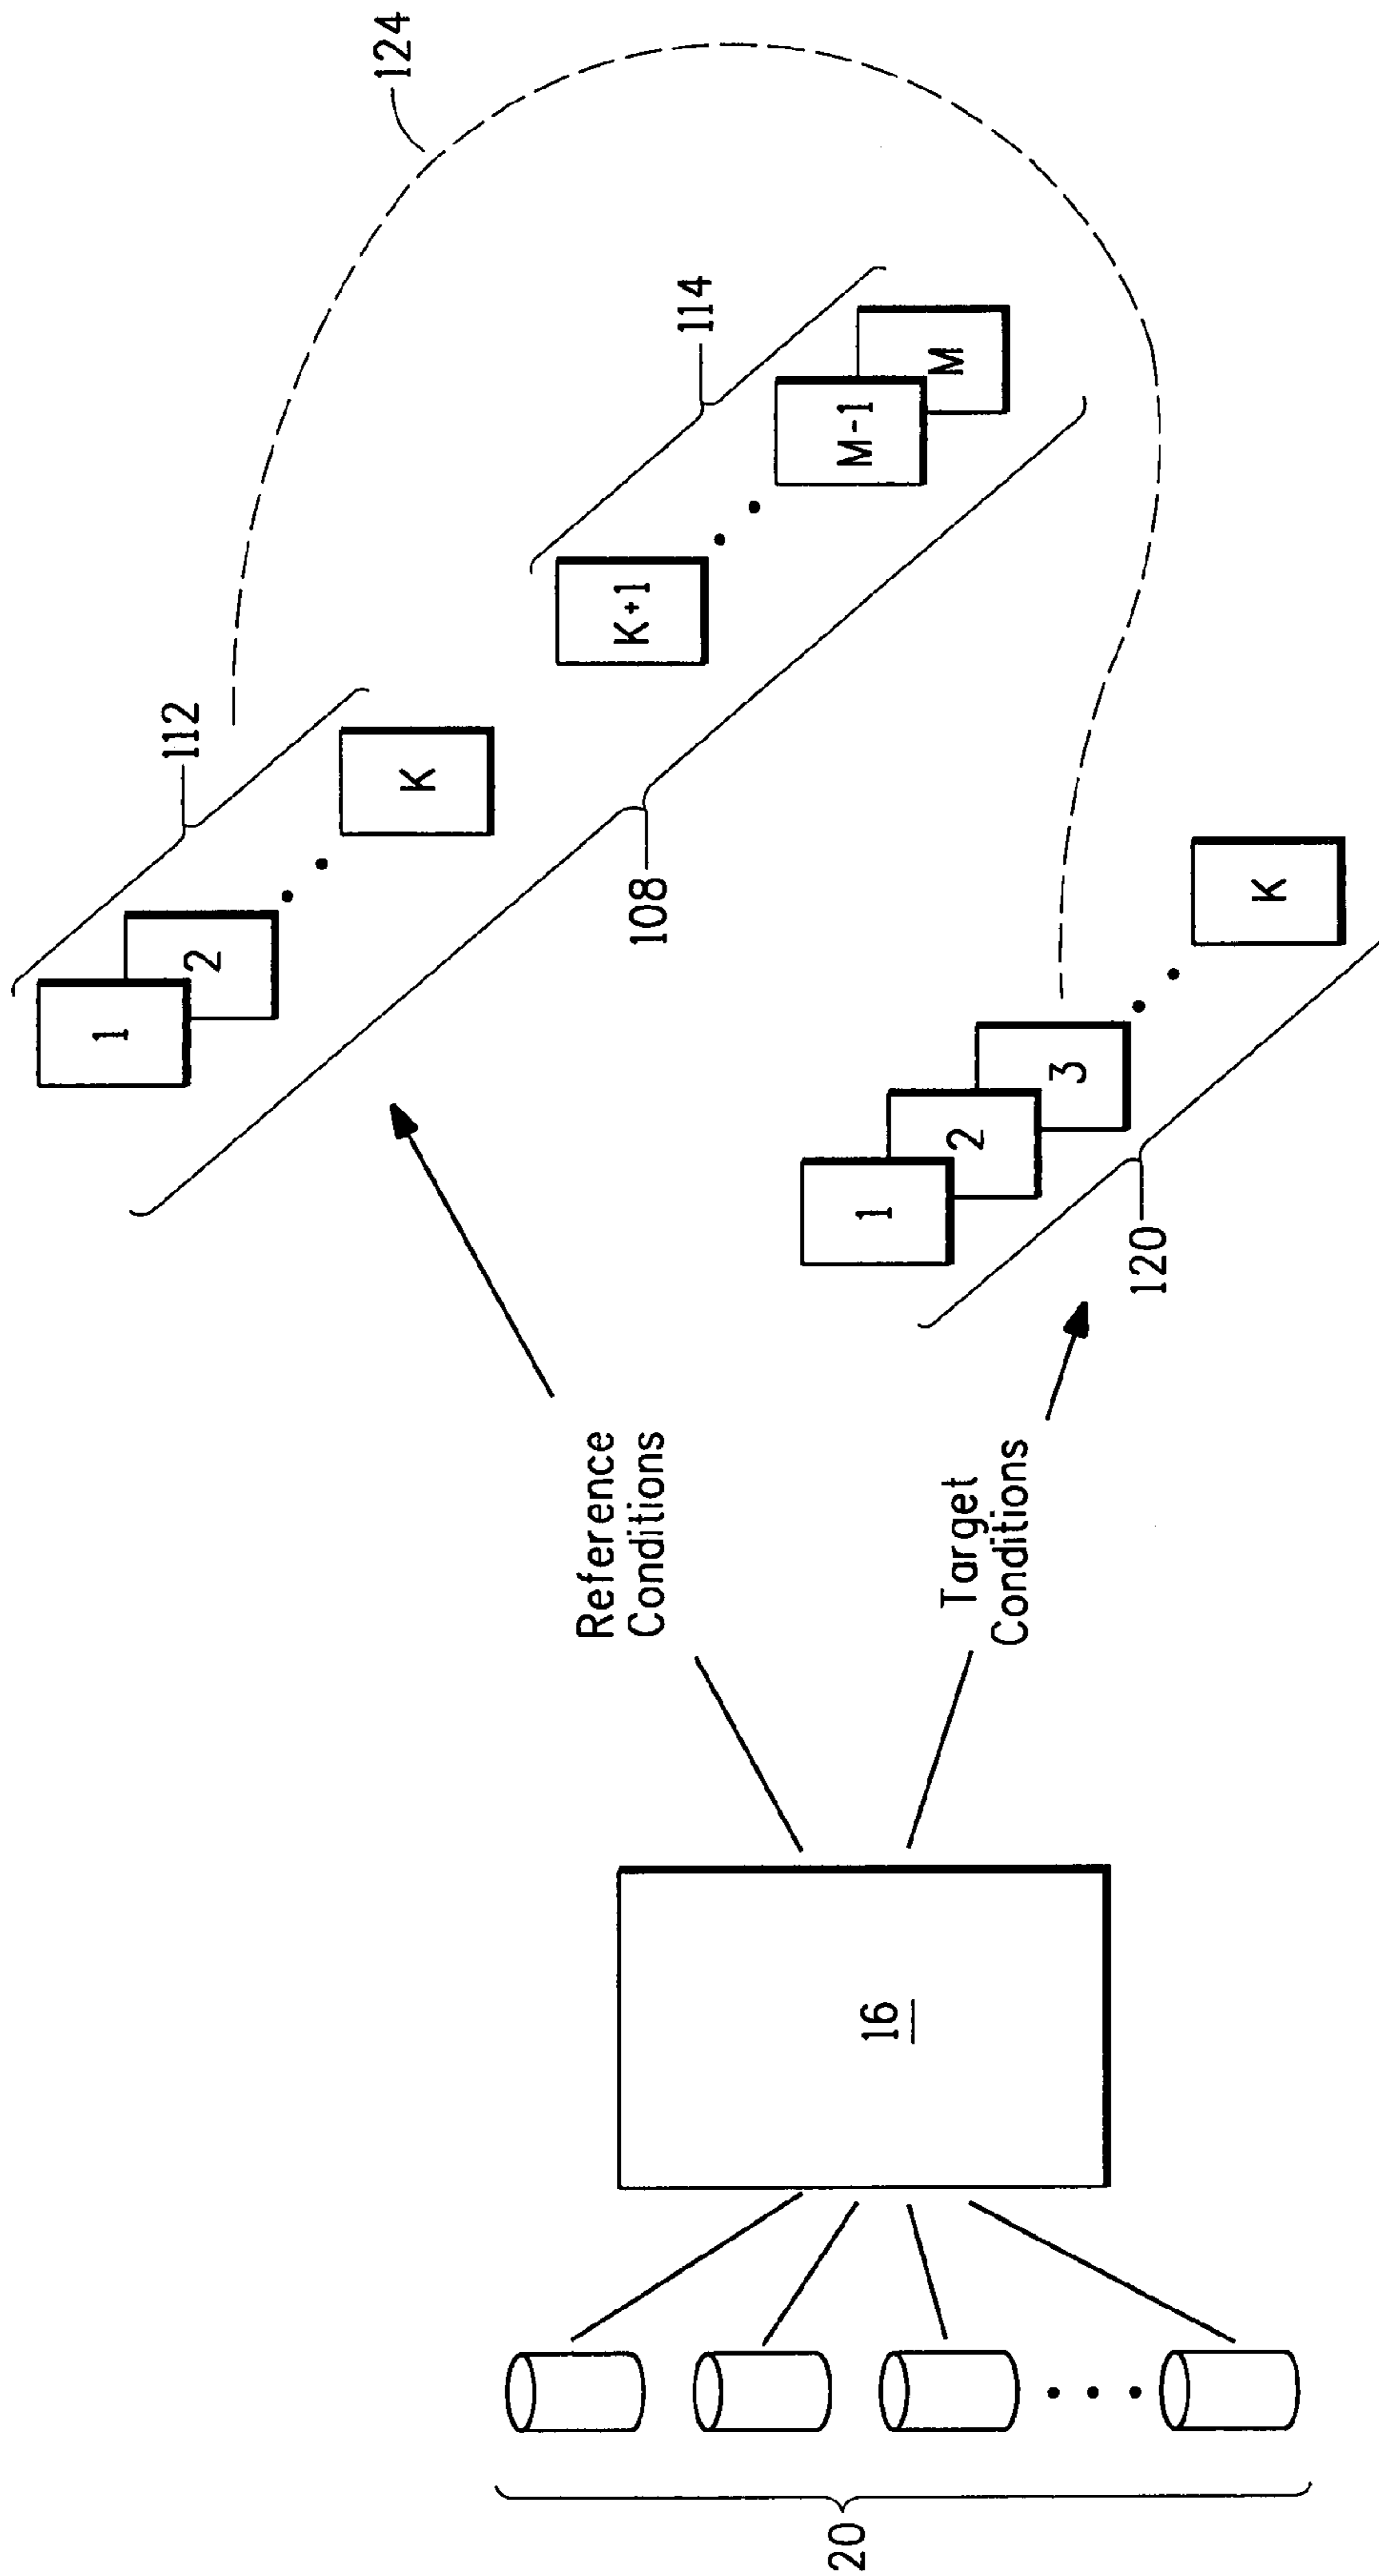 20
16
Reference
Conditions
Target
Conditions
1
2
K
112
108
K+1
M-1
M
114
124
1
2
3
K
120